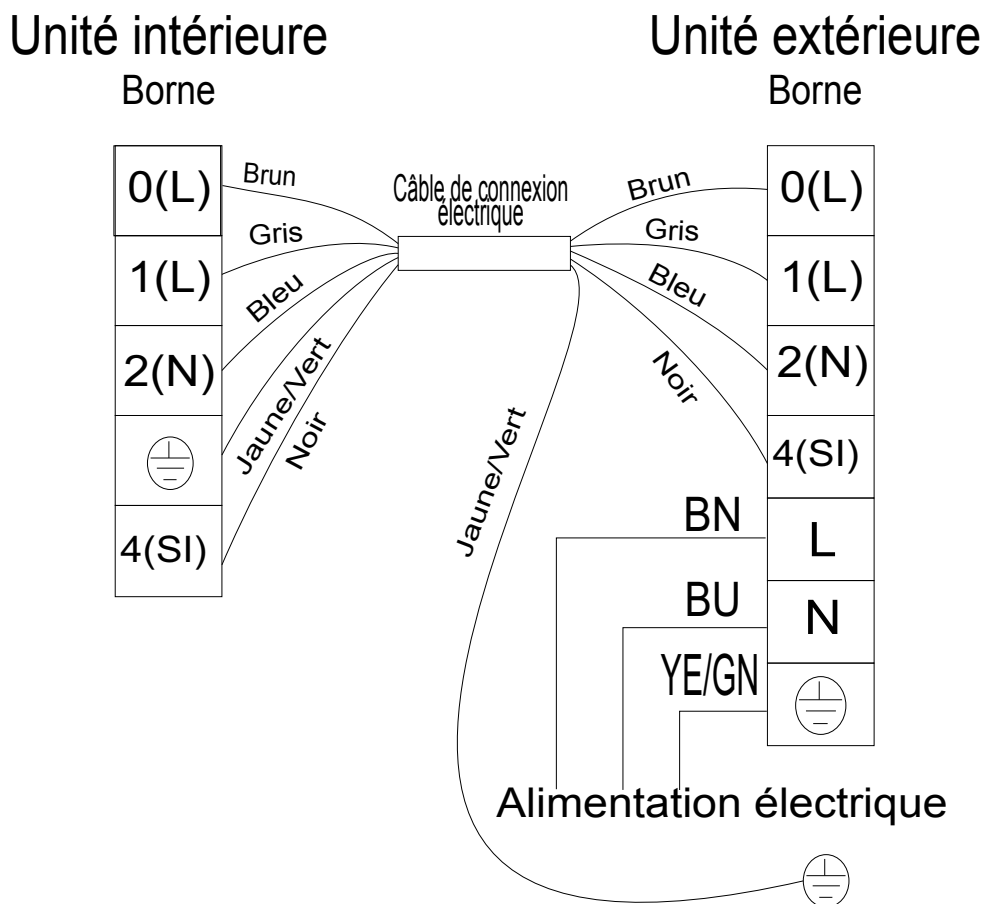 Unité intérieure
Borne
Unité extérieure
Borne
0(L)
1(L)
2(N)
4(SI)
Brun
Gris
Bleu
Jaune/Vert
Noir
Câble de connexion
électrique
Brun
Gris
Bleu
Noir
Jaune/Vert
0(L)
1(L)
2(N)
4(SI)
L
N
BN
BU
YE/GN
Alimentation électrique